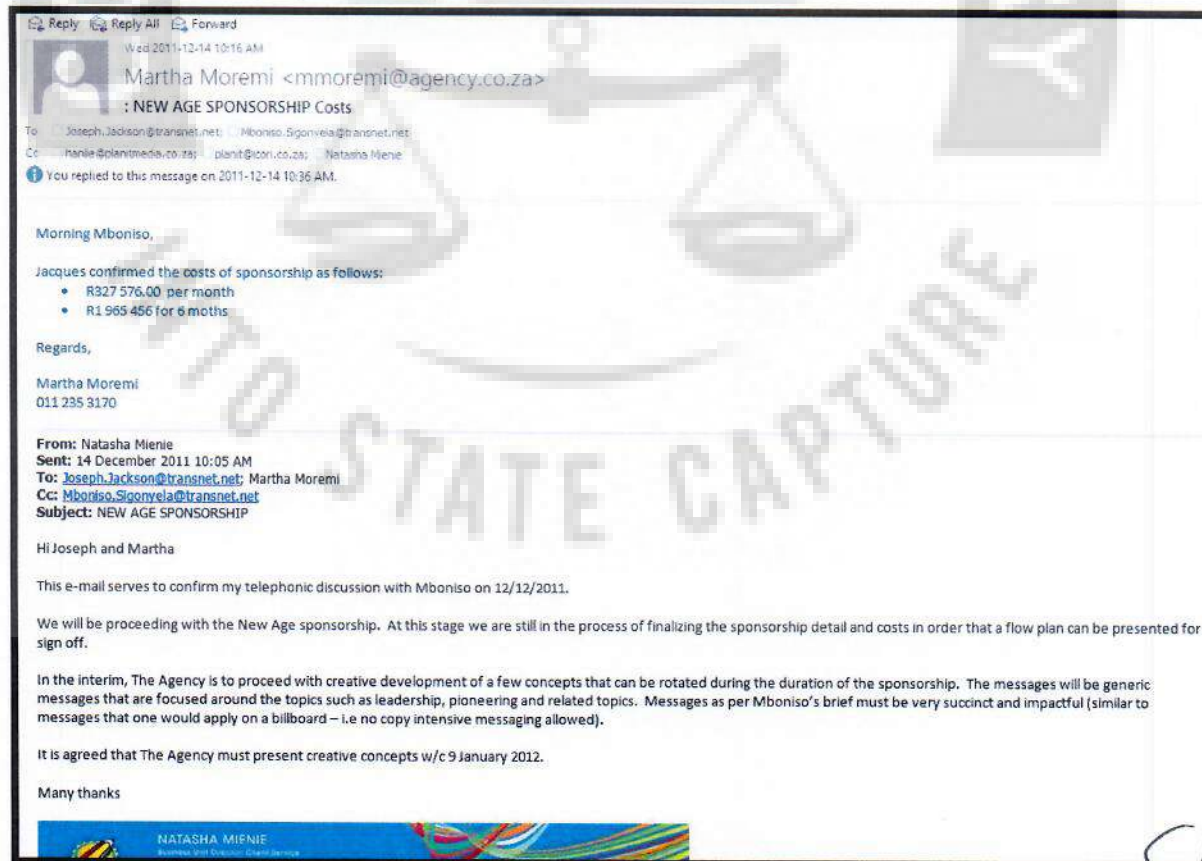 Reply Reply All Forward
Wed 2011-12-14 10:16 AM
Martha Moremi <mmoremi@agency.co.za>
: NEW AGE SPONSORSHIP Costs
To Joseph.Jackson@transnet.net; Mboniso.Sigonyela@transnet.net
Cc hanlie@planitmedia.co.za; planit@icon.co.za; Natasha Mienie
You replied to this message on 2011-12-14 10:36 AM.
Morning Mboniso,
Jacques confirmed the costs of sponsorship as follows:
• R327 576.00 per month
• R1 965 456 for 6 moths
Regards,
Martha Moremi
011 235 3170
From: Natasha Mienie
Sent: 14 December 2011 10:05 AM
To: Joseph.Jackson@transnet.net; Martha Moremi
Cc: Mboniso.Sigonyela@transnet.net
Subject: NEW AGE SPONSORSHIP
Hi Joseph and Martha
This e-mail serves to confirm my telephonic discussion with Mboniso on 12/12/2011.
We will be proceeding with the New Age sponsorship. At this stage we are still in the process of finalizing the sponsorship detail and costs in order that a flow plan can be presented for
sign off.
In the interim, The Agency is to proceed with creative development of a few concepts that can be rotated during the duration of the sponsorship. The messages will be generic
messages that are focused around the topics such as leadership, pioneering and related topics. Messages as per Mboniso's brief must be very succinct and impactful (similar to
messages that one would apply on a billboard – i.e no copy intensive messaging allowed).
It is agreed that The Agency must present creative concepts w/c 9 January 2012.
Many thanks
NATASHA MIENIE
Business Unit Director Client Service
INTO STATE CAPTURE